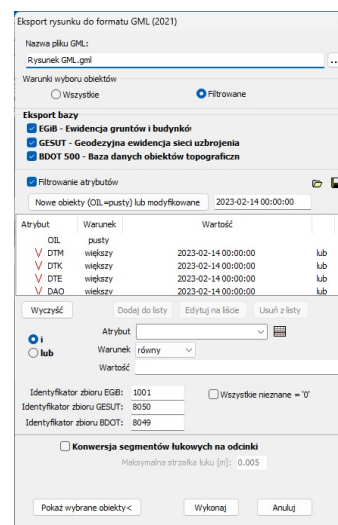 Eksport rysunku do formatu GML (2021)
Nazwa pliku GML:
Rysunek GML.gml
...
Warunki wyboru obiektów
Wszystkie Filtrowane
Eksport bazy
EGiB - Ewidencja gruntów i budynków
GESUT - Geodezyjna ewidencja sieci uzbrojenia
BDOT 500 - Baza danych obiektów topograficzn
Filtrowanie atrybutów
Nowe obiekty (OIL=pusty) lub modyfikowane 2023-02-14 00:00:00
Atrybut Warunek Wartość
OIL pusty
V DTM większy 2023-02-14 00:00:00 lub
V DTK większy 2023-02-14 00:00:00 lub
V DTE większy 2023-02-14 00:00:00 lub
V DAO większy 2023-02-14 00:00:00 lub
Wyczyść Dodaj do listy Edytuj na liście Usuń z listy
i
lub
Atrybut
Warunek równy
Wartość
Identyfikator zbioru EGiB: 1001 Wszystkie nieznane = '0'
Identyfikator zbioru GESUT: 8050
Identyfikator zbioru BDOT: 8049
Konwersja segmentów łukowych na odcinki
Maksymalna strzałka łuku [m]: 0.005
Pokaż wybrane obiekty< Wykonaj Anuluj